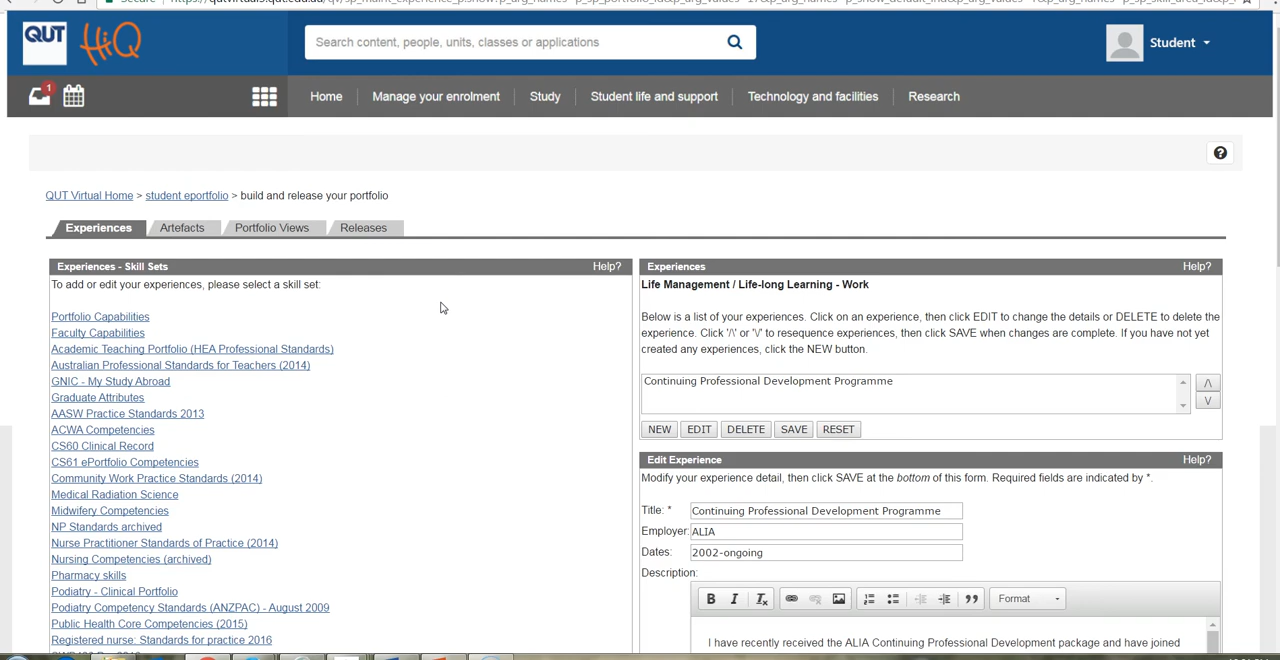 QUT
HiQ
Search content, people, units, classes or applications
Student
1
Home
Manage your enrolment
Study
Student life and support
Technology and facilities
Research
?
QUT Virtual Home > student eportfolio > build and release your portfolio
Experiences
Artefacts
Portfolio Views
Releases
Experiences - Skill Sets
Help?
To add or edit your experiences, please select a skill set:
Portfolio Capabilities
Faculty Capabilities
Academic Teaching Portfolio (HEA Professional Standards)
Australian Professional Standards for Teachers (2014)
GNIC - My Study Abroad
Graduate Attributes
AASW Practice Standards 2013
ACWA Competencies
CS60 Clinical Record
CS61 ePortfolio Competencies
Community Work Practice Standards (2014)
Medical Radiation Science
Midwifery Competencies
NP Standards archived
Nurse Practitioner Standards of Practice (2014)
Nursing Competencies (archived)
Pharmacy skills
Podiatry - Clinical Portfolio
Podiatry Competency Standards (ANZPAC) - August 2009
Public Health Core Competencies (2015)
Registered nurse: Standards for practice 2016
Experiences
Help?
Life Management / Life-long Learning - Work
Below is a list of your experiences. Click on an experience, then click EDIT to change the details or DELETE to delete the
experience. Click '/\' or '\/' to resequence experiences, then click SAVE when changes are complete. If you have not yet
created any experiences, click the NEW button.
Continuing Professional Development Programme
/\
\/
NEW
EDIT
DELETE
SAVE
RESET
Edit Experience
Help?
Modify your experience detail, then click SAVE at the bottom of this form. Required fields are indicated by *.
Title: * Continuing Professional Development Programme
Employer: ALIA
Dates: 2002-ongoing
Description:
B I Tx Format
I have recently received the ALIA Continuing Professional Development package and have joined